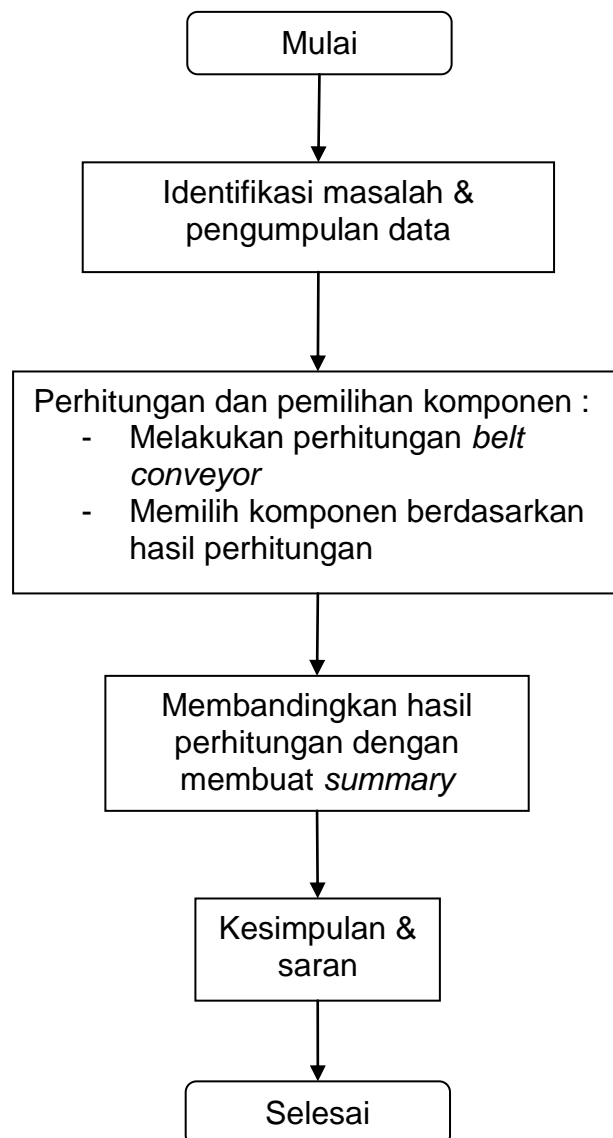 Mulai
Identifikasi masalah &
pengumpulan data
Perhitungan dan pemilihan komponen :
- Melakukan perhitungan belt
conveyor
- Memilih komponen berdasarkan
hasil perhitungan
Membandingkan hasil
perhitungan dengan
membuat summary
Kesimpulan &
saran
Selesai